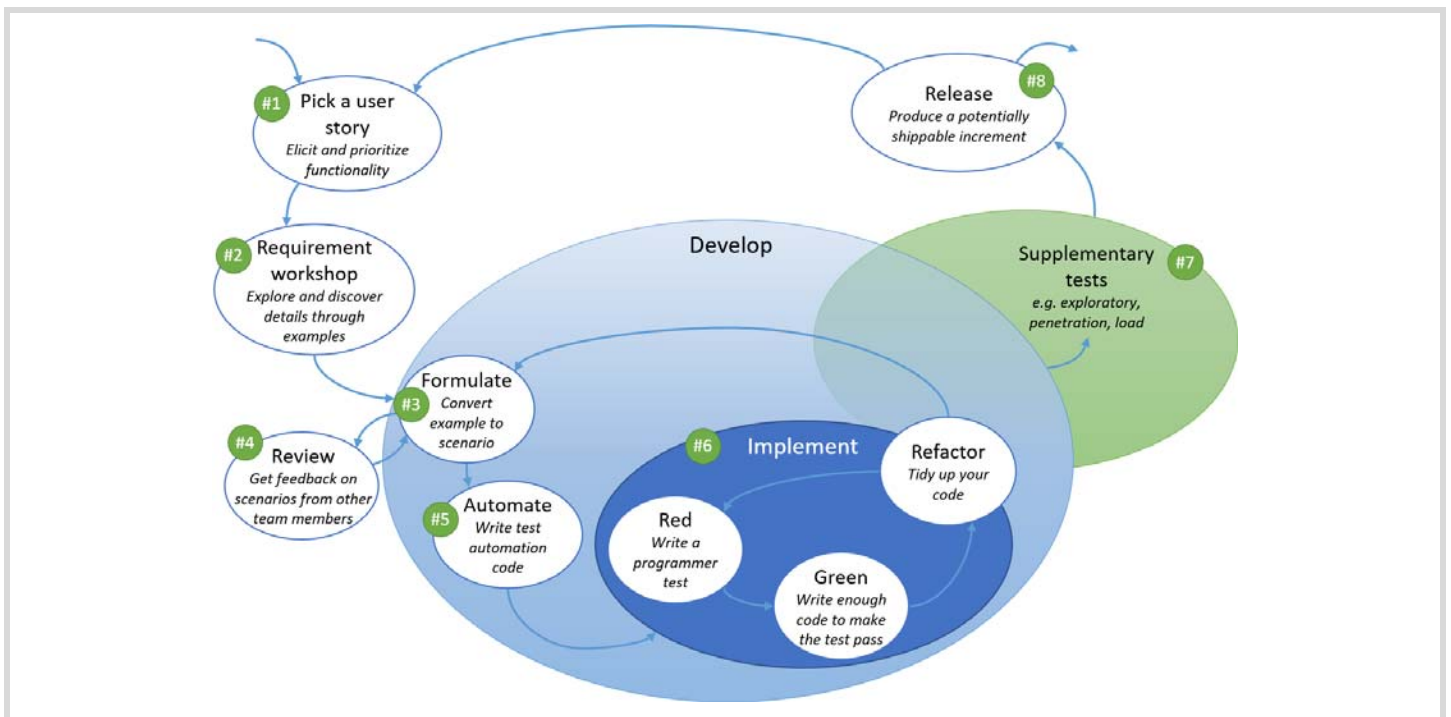 #1
Pick a user
story
Elicit and prioritize
functionality
#8
Release
Produce a potentially
shippable increment
#2
Requirement
workshop
Explore and discover
details through
examples
Develop
Supplementary
tests
e.g. exploratory,
penetration, load
#7
#3
Formulate
Convert
example to
scenario
#4
Review
Get feedback on
scenarios from other
team members
#5
Automate
Write test
automation
code
#6
Implement
Refactor
Tidy up your
code
Red
Write a
programmer
test
Green
Write enough
code to make
the test pass